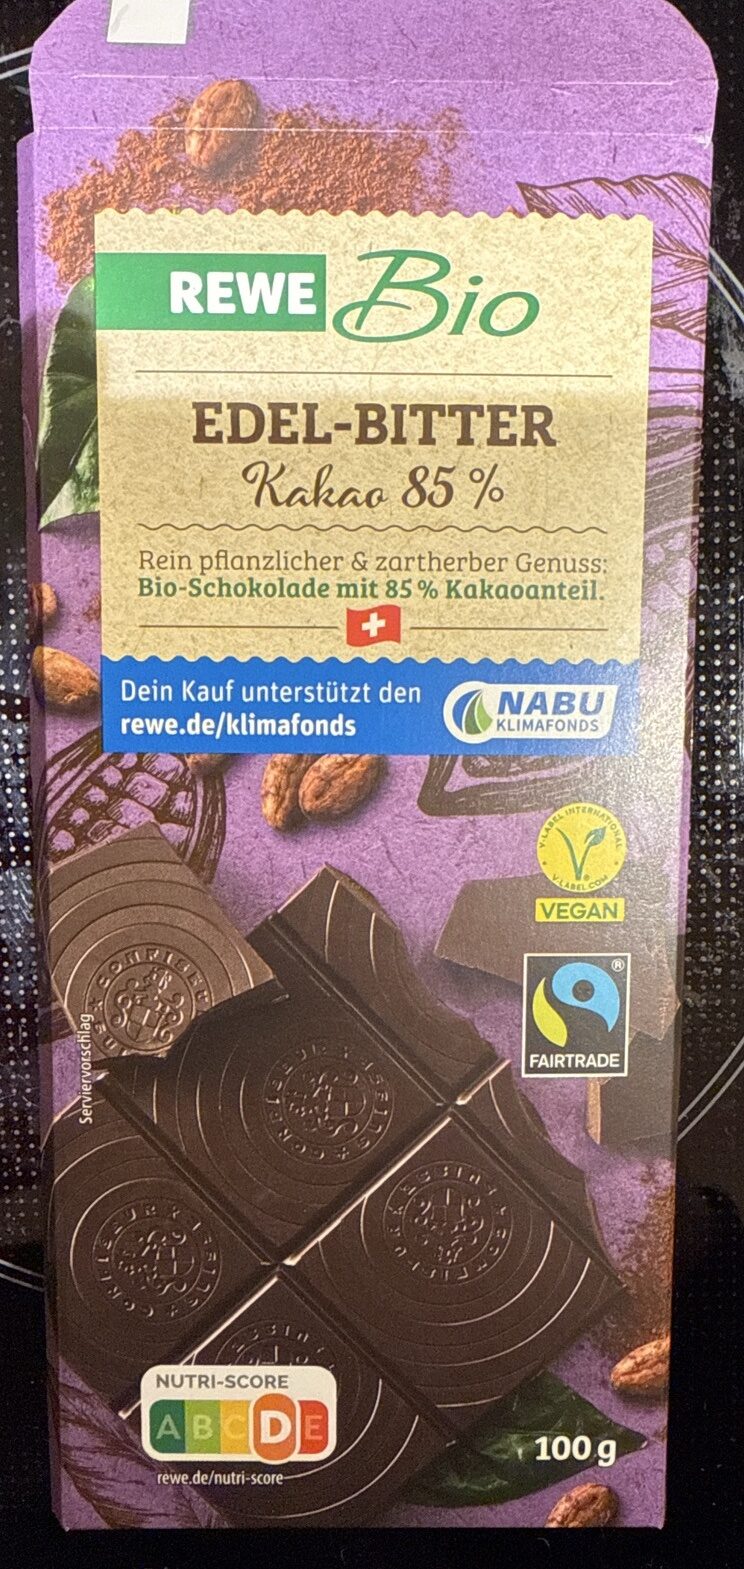 REWE Bio
EDEL-BITTER
Kakao 85 %
Rein pflanzlicher & zartherber Genuss:
Bio-Schokolade mit 85 % Kakaoanteil.
Dein Kauf unterstützt den
rewe.de/klimafonds
NABU
KLIMAFONDS
V-LABEL INTERNATIONAL
V-LABEL.COM
VEGAN
®
FAIRTRADE
Serviervorschlag
NUTRI-SCORE
A B C D E
rewe.de/nutri-score
100 g